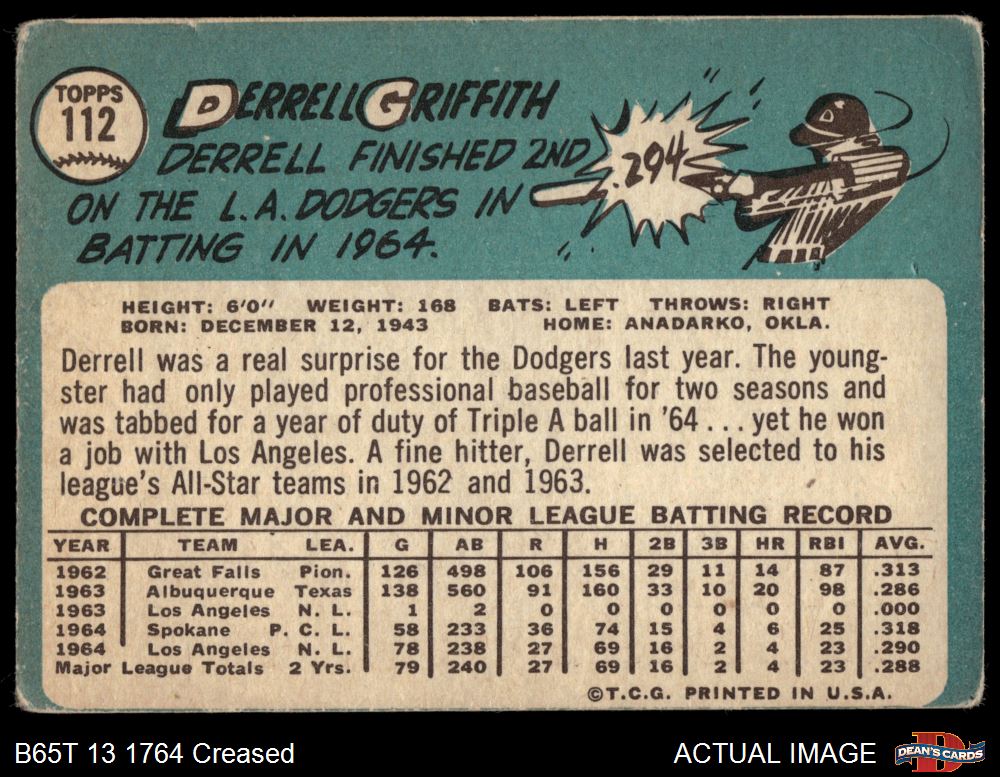 TOPPS
112
DERRELL GRIFFITH
DERRELL FINISHED 2ND
ON THE L.A. DODGERS IN
BATTING IN 1964.
.294
D
HEIGHT: 6'0" WEIGHT: 168 BATS: LEFT THROWS: RIGHT
BORN: DECEMBER 12, 1943 HOME: ANADARKO, OKLA.
Derrell was a real surprise for the Dodgers last year. The young-
ster had only played professional baseball for two seasons and
was tabbed for a year of duty of Triple A ball in '64 . . . yet he won
a job with Los Angeles. A fine hitter, Derrell was selected to his
league's All-Star teams in 1962 and 1963.
COMPLETE MAJOR AND MINOR LEAGUE BATTING RECORD
YEAR TEAM LEA. G AB R H 2B 3B HR RBI AVG.
1962 Great Falls Pion. 126 498 106 156 29 11 14 87 .313
1963 Albuquerque Texas 138 560 91 160 33 10 20 98 .286
1963 Los Angeles N. L. 1 2 0 0 0 0 0 0 .000
1964 Spokane P. C. L. 58 233 36 74 15 4 6 25 .318
1964 Los Angeles N. L. 78 238 27 69 16 2 4 23 .290
Major League Totals 2 Yrs. 79 240 27 69 16 2 4 23 .288
©T.C.G. PRINTED IN U.S.A.
B65T 13 1764 Creased
ACTUAL IMAGE
D
DEAN'S CARDS